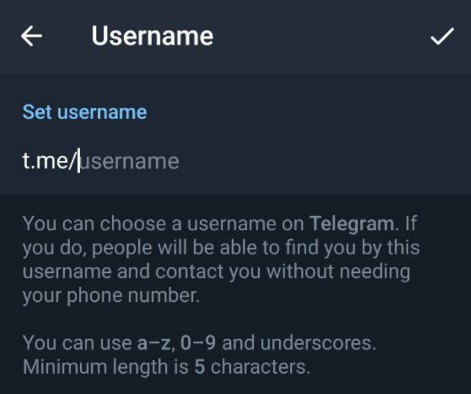 Username
Set username
t.me/username
You can choose a username on Telegram. If
you do, people will be able to find you by this
username and contact you without needing
your phone number.
You can use a–z, 0–9 and underscores.
Minimum length is 5 characters.